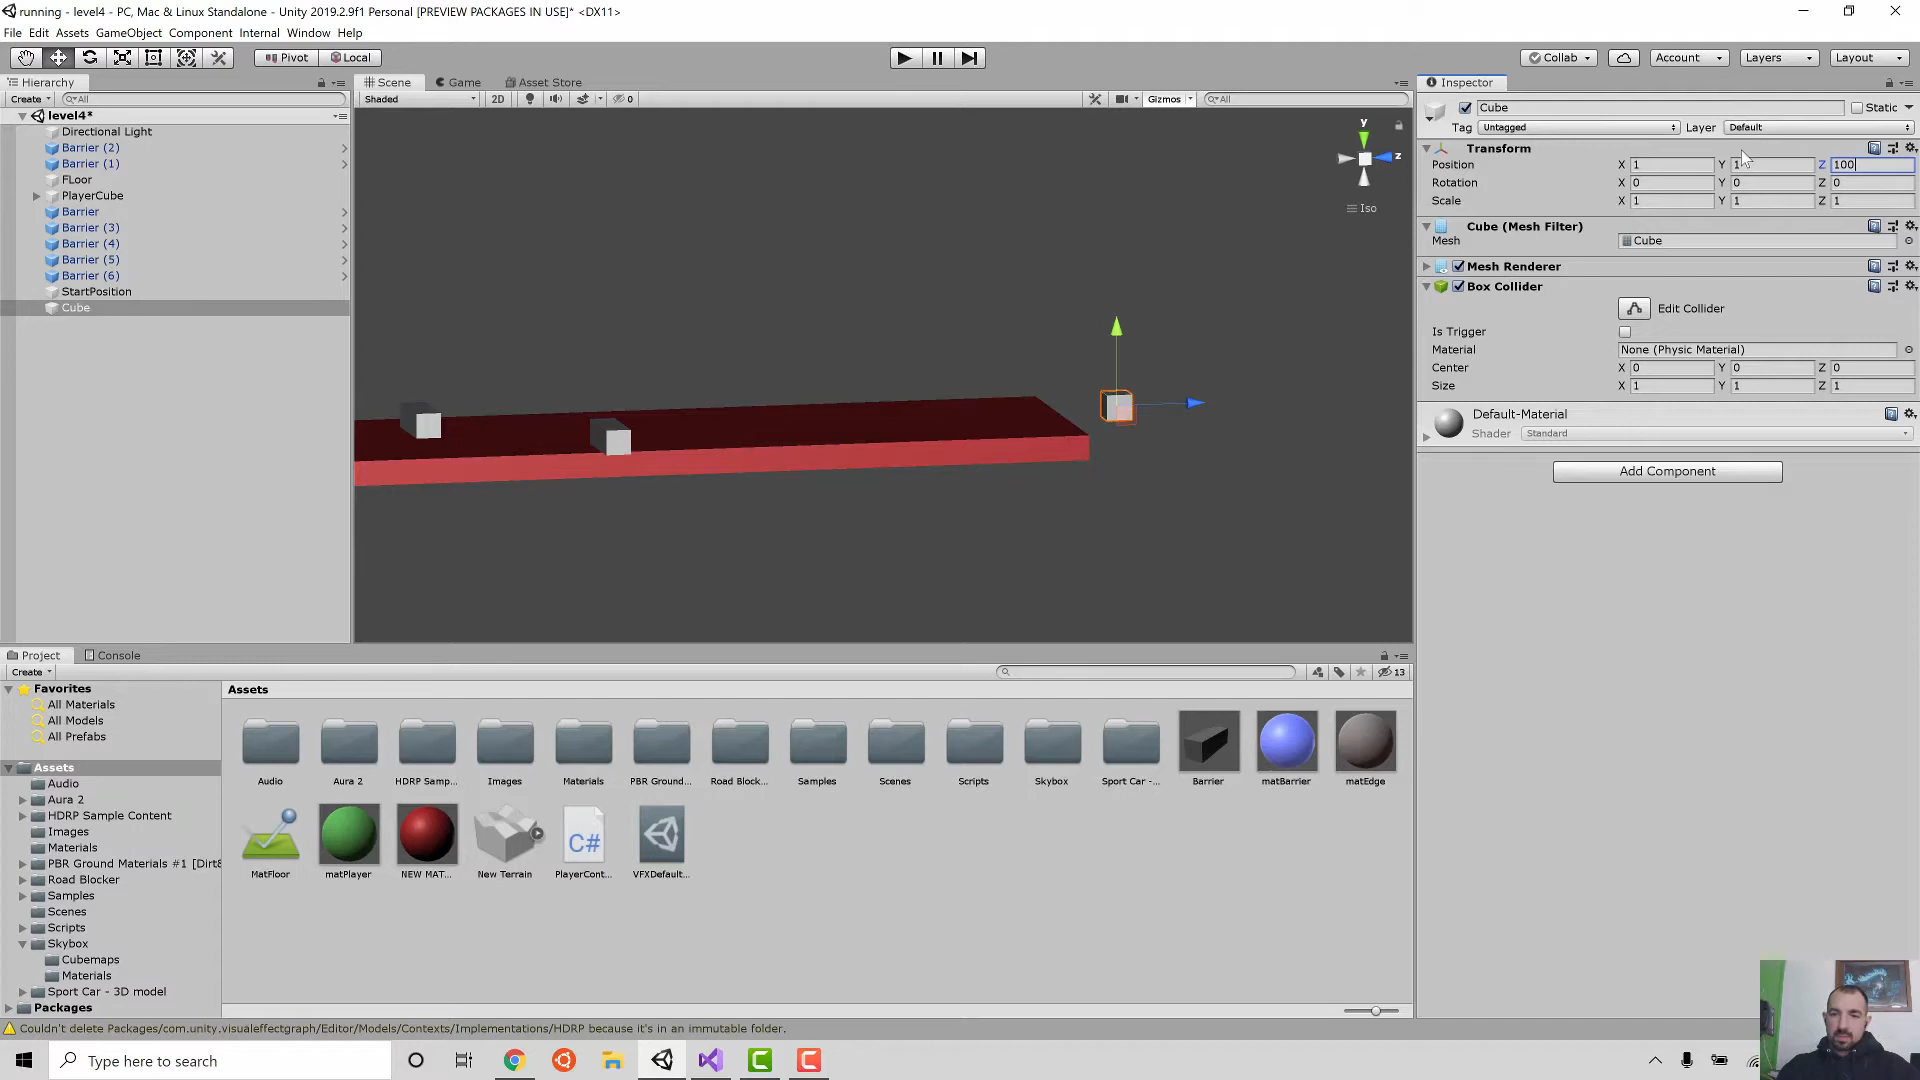 running - level4 - PC, Mac & Linux Standalone - Unity 2019.2.9f1 Personal [PREVIEW PACKAGES IN USE]* <DX11>
File Edit Assets GameObject Component Internal Window Help
Pivot Local Collab Account Layers Layout
Hierarchy Scene Game Asset Store Inspector
Create All Shaded 2D 0 Gizmos All
Cube Static
Tag Untagged Layer Default
level4*
Directional Light
Barrier (2)
Barrier (1)
FLoor
PlayerCube
Barrier
Barrier (3)
Barrier (4)
Barrier (5)
Barrier (6)
StartPosition
Cube
y
z
Iso
Transform
Position X 1 Y 1 Z 100
Rotation X 0 Y 0 Z 0
Scale X 1 Y 1 Z 1
Cube (Mesh Filter)
Mesh Cube
Mesh Renderer
Box Collider
Edit Collider
Is Trigger
Material None (Physic Material)
Center X 0 Y 0 Z 0
Size X 1 Y 1 Z 1
Default-Material
Shader Standard
Add Component
Project Console
Create 13
Favorites
All Materials
All Models
All Prefabs
Assets
Audio
Aura 2
HDRP Sample Content
Images
Materials
PBR Ground Materials #1 [Dirt&
Road Blocker
Samples
Scenes
Scripts
Skybox
Cubemaps
Materials
Sport Car - 3D model
Packages
Assets
Audio Aura 2 HDRP Samp... Images Materials PBR Ground... Road Block... Samples Scenes Scripts Skybox Sport Car -... Barrier matBarrier matEdge
C#
MatFloor matPlayer NEW MAT... New Terrain PlayerCont... VFXDefault...
Couldn't delete Packages/com.unity.visualeffectgraph/Editor/Models/Contexts/Implementations/HDRP because it's in an immutable folder.
Type here to search